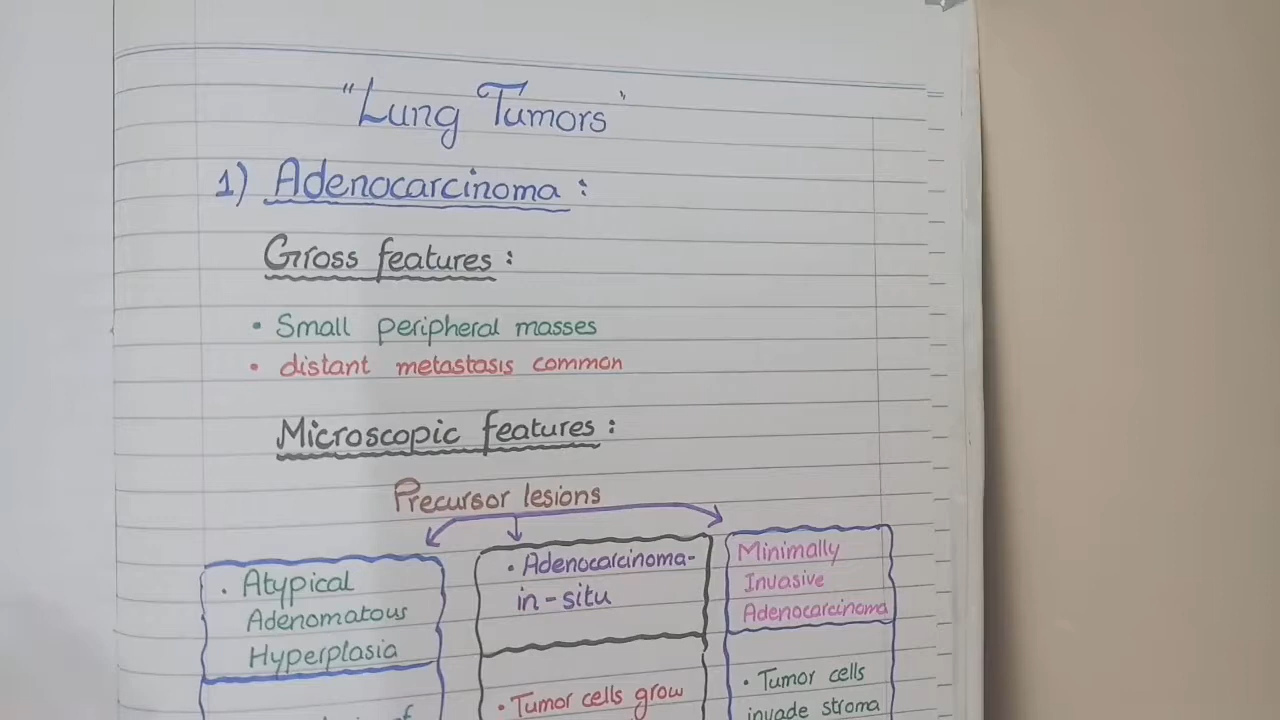 "Lung Tumors"
1) Adenocarcinoma :
Gross features :
• Small peripheral masses
• distant metastasis common
Microscopic features :
Precursor lesions
• Atypical
Adenomatous
Hyperplasia
• Adenocarcinoma-
in-situ
• Tumor cells grow
Minimally
Invasive
Adenocarcinoma
• Tumor cells
invade stroma